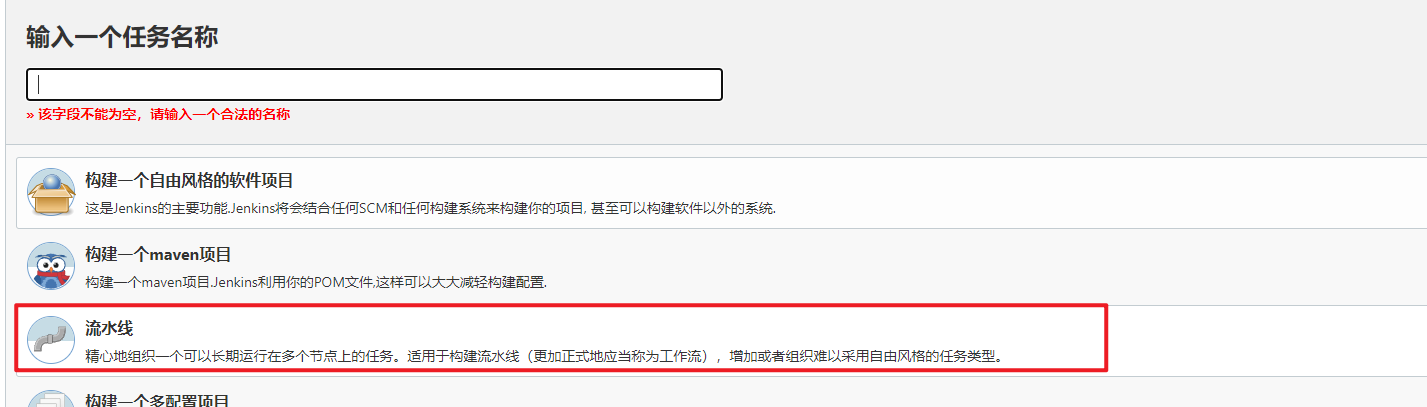 输入一个任务名称
» 该字段不能为空，请输入一个合法的名称
构建一个自由风格的软件项目
这是Jenkins的主要功能.Jenkins将会结合任何SCM和任何构建系统来构建你的项目, 甚至可以构建软件以外的系统.
构建一个maven项目
构建一个maven项目.Jenkins利用你的POM文件,这样可以大大减轻构建配置.
流水线
精心地组织一个可以长期运行在多个节点上的任务。适用于构建流水线（更加正式地应当称为工作流），增加或者组织难以采用自由风格的任务类型。
构建一个多配置项目